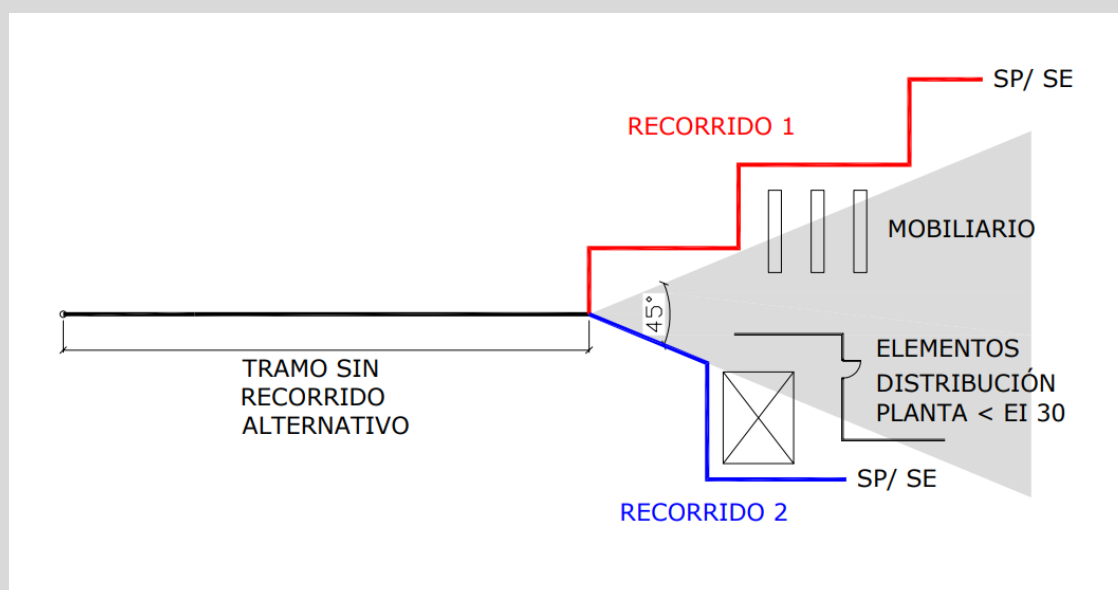 SP/ SE
RECORRIDO 1
MOBILIARIO
45°
TRAMO SIN
RECORRIDO
ALTERNATIVO
ELEMENTOS
DISTRIBUCIÓN
PLANTA < EI 30
SP/ SE
RECORRIDO 2